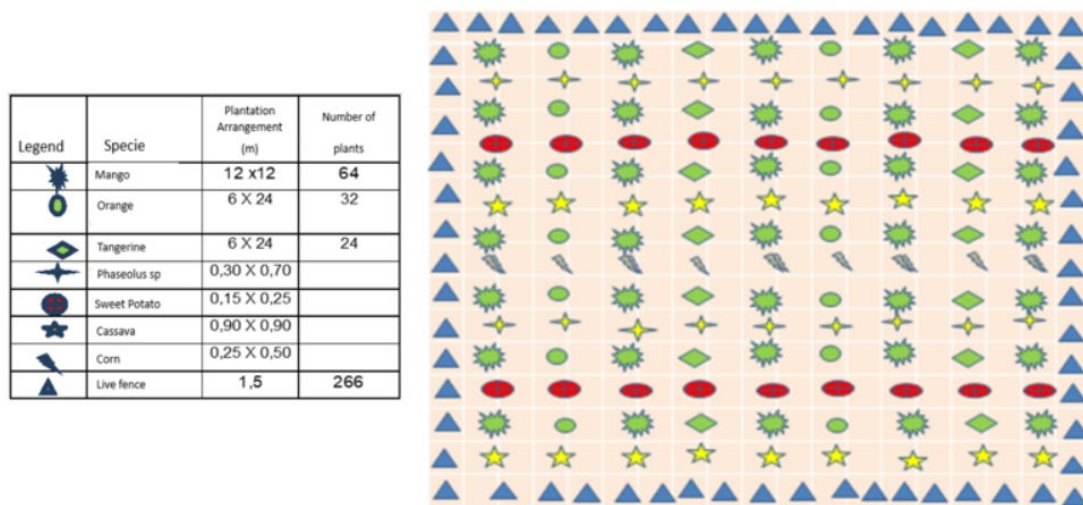 Legend Specie Plantation Arrangement (m) Number of plants
Mango 12 x12 64
Orange 6 X 24 32
Tangerine 6 X 24 24
Phaseolus sp 0,30 X 0,70
Sweet Potato 0,15 X 0,25
Cassava 0,90 X 0,90
Corn 0,25 X 0,50
Live fence 1,5 266